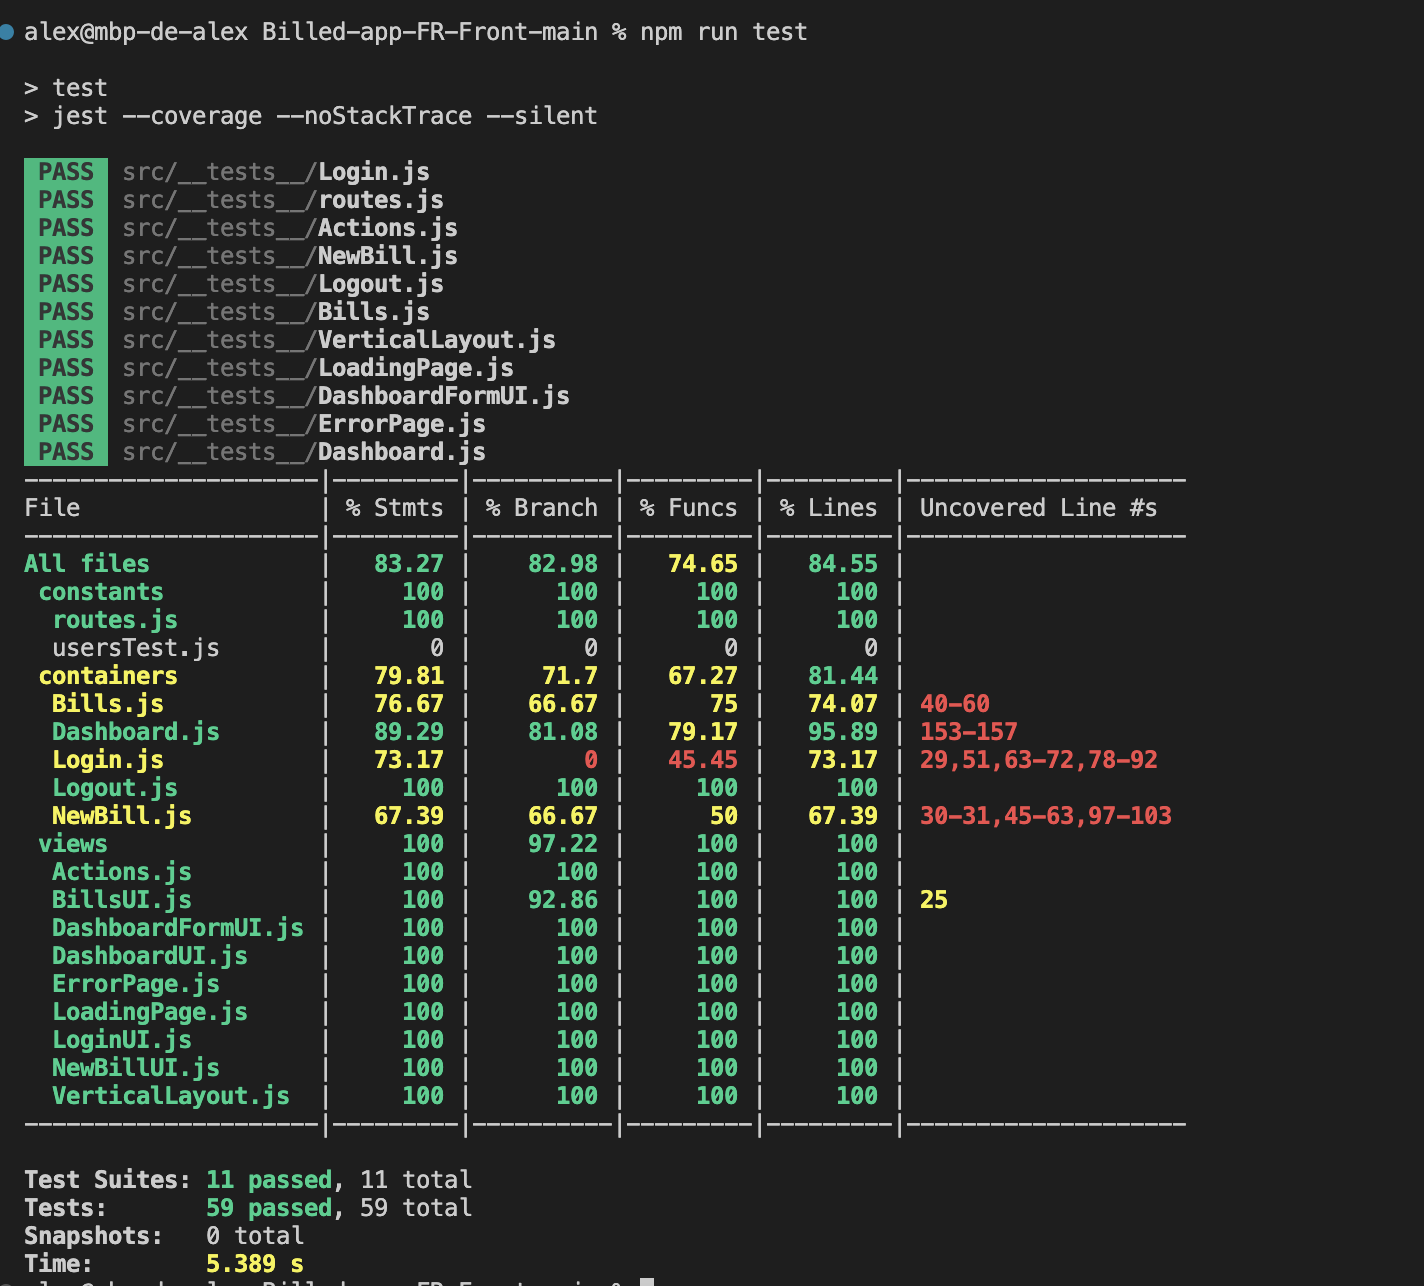 alex@mbp-de-alex Billed-app-FR-Front-main % npm run test
> test
> jest --coverage --noStackTrace --silent
PASS src/__tests__/Login.js
PASS src/__tests__/routes.js
PASS src/__tests__/Actions.js
PASS src/__tests__/NewBill.js
PASS src/__tests__/Logout.js
PASS src/__tests__/Bills.js
PASS src/__tests__/VerticalLayout.js
PASS src/__tests__/LoadingPage.js
PASS src/__tests__/DashboardFormUI.js
PASS src/__tests__/ErrorPage.js
PASS src/__tests__/Dashboard.js
---------------------|---------|----------|---------|---------|--------------------
File | % Stmts | % Branch | % Funcs | % Lines | Uncovered Line #s
---------------------|---------|----------|---------|---------|--------------------
All files | 83.27 | 82.98 | 74.65 | 84.55 |
constants | 100 | 100 | 100 | 100 |
routes.js | 100 | 100 | 100 | 100 |
usersTest.js | 0 | 0 | 0 | 0 |
containers | 79.81 | 71.7 | 67.27 | 81.44 |
Bills.js | 76.67 | 66.67 | 75 | 74.07 | 40-60
Dashboard.js | 89.29 | 81.08 | 79.17 | 95.89 | 153-157
Login.js | 73.17 | 0 | 45.45 | 73.17 | 29,51,63-72,78-92
Logout.js | 100 | 100 | 100 | 100 |
NewBill.js | 67.39 | 66.67 | 50 | 67.39 | 30-31,45-63,97-103
views | 100 | 97.22 | 100 | 100 |
Actions.js | 100 | 100 | 100 | 100 |
BillsUI.js | 100 | 92.86 | 100 | 100 | 25
DashboardFormUI.js | 100 | 100 | 100 | 100 |
DashboardUI.js | 100 | 100 | 100 | 100 |
ErrorPage.js | 100 | 100 | 100 | 100 |
LoadingPage.js | 100 | 100 | 100 | 100 |
LoginUI.js | 100 | 100 | 100 | 100 |
NewBillUI.js | 100 | 100 | 100 | 100 |
VerticalLayout.js | 100 | 100 | 100 | 100 |
---------------------|---------|----------|---------|---------|--------------------
Test Suites: 11 passed, 11 total
Tests: 59 passed, 59 total
Snapshots: 0 total
Time: 5.389 s